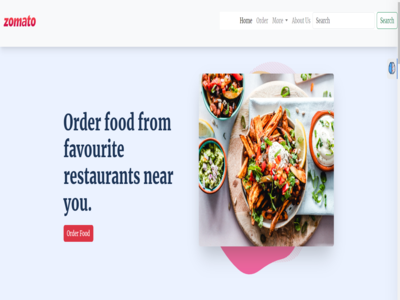 zomato
Home Order More About Us Search Search
Order food from
favourite
restaurants near
you.
Order Food